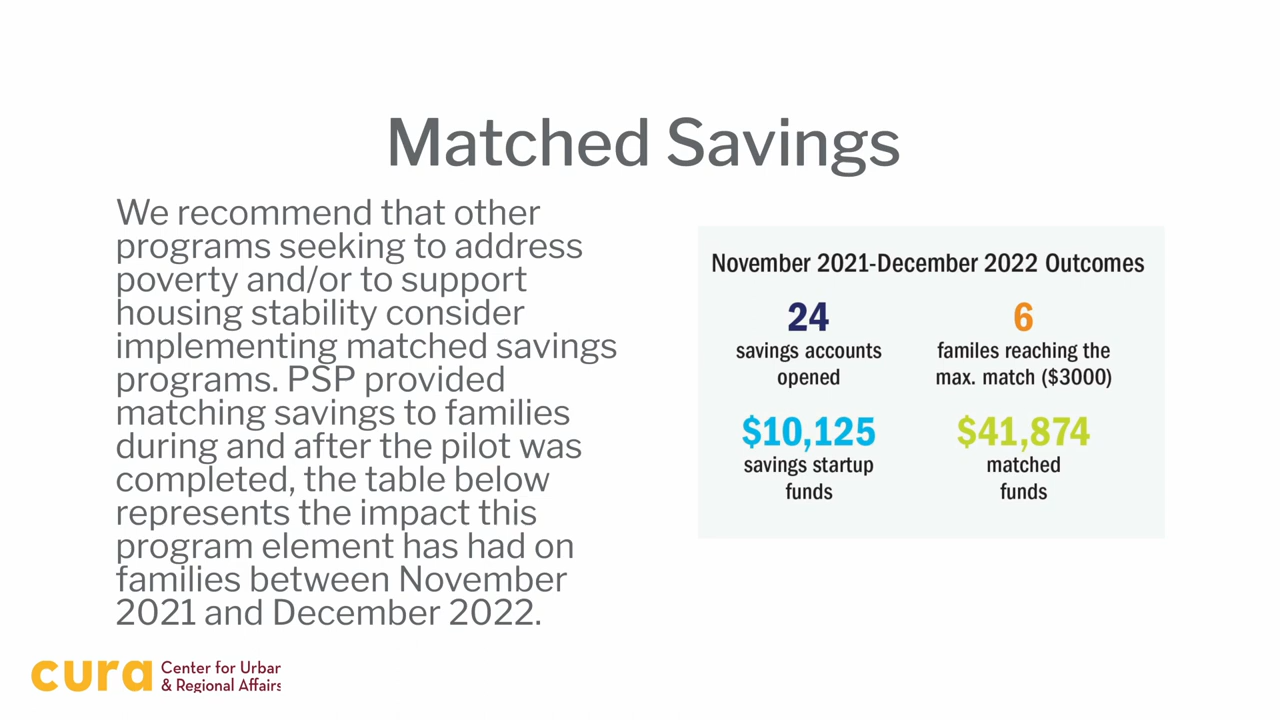 Matched Savings
We recommend that other
programs seeking to address
poverty and/or to support
housing stability consider
implementing matched savings
programs. PSP provided
matching savings to families
during and after the pilot was
completed, the table below
represents the impact this
program element has had on
families between November
2021 and December 2022.
November 2021-December 2022 Outcomes
24
savings accounts
opened
6
familes reaching the
max. match ($3000)
$10,125
savings startup
funds
$41,874
matched
funds
cura
Center for Urban
& Regional Affairs